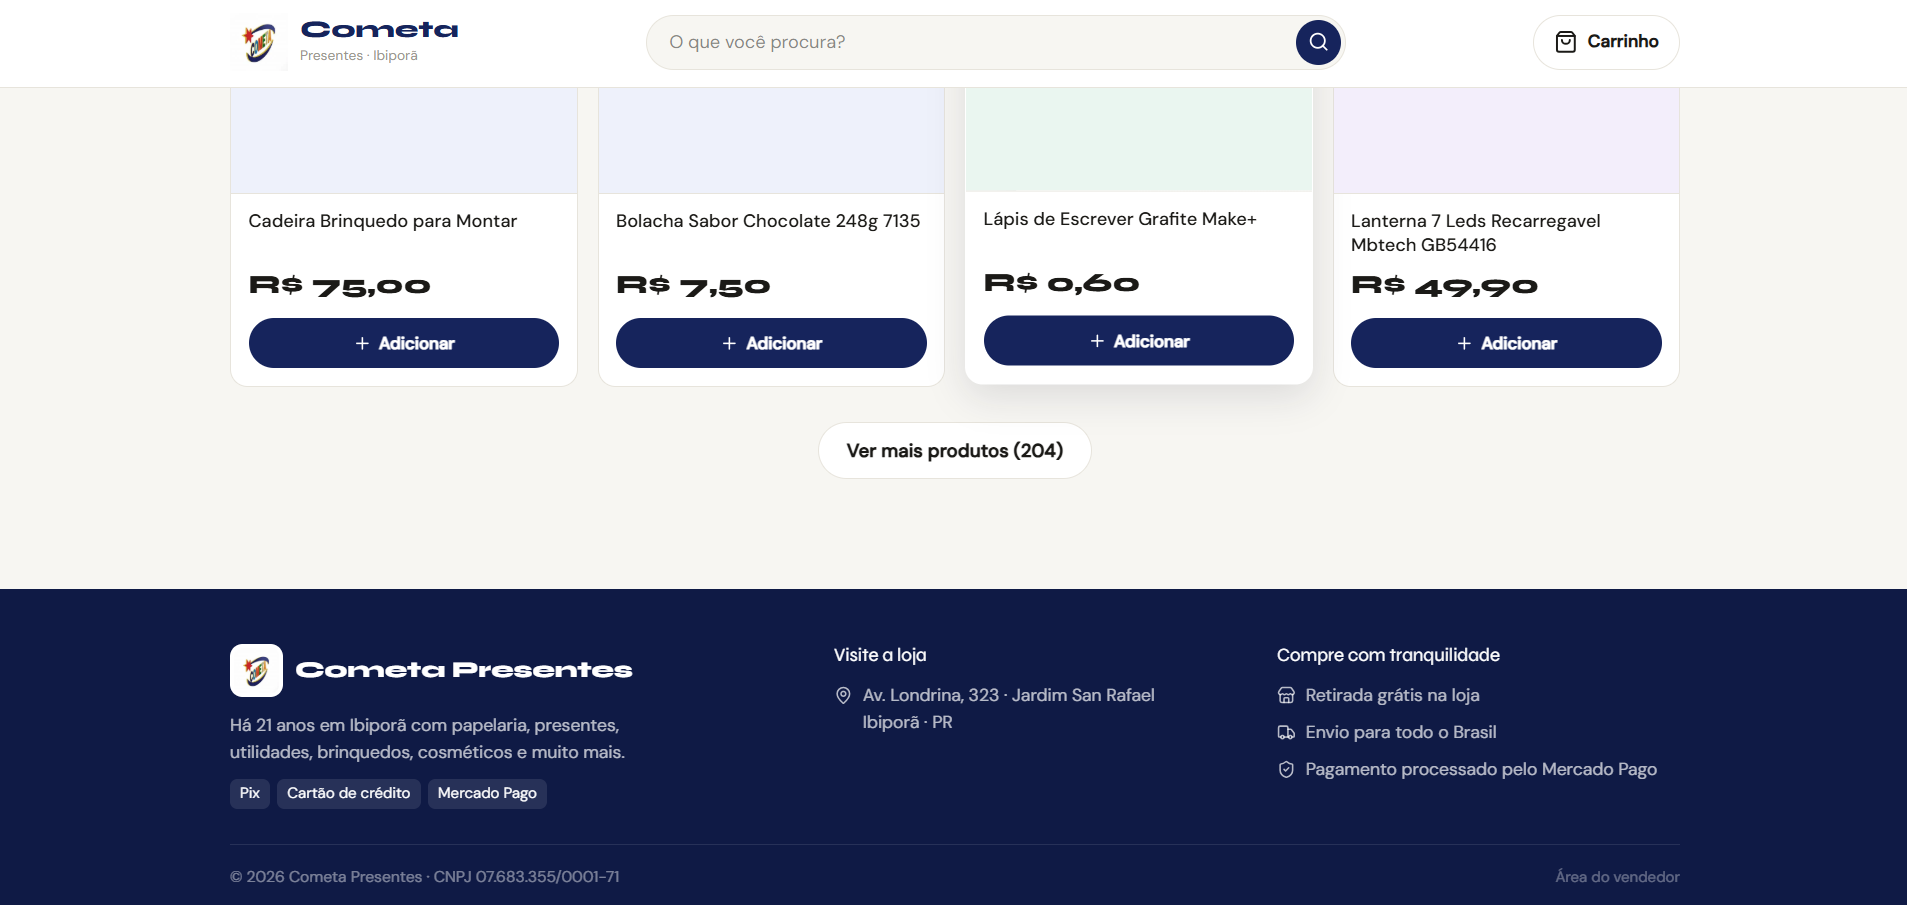 COMETA
Cometa
Presentes · Ibiporã
O que você procura?
Carrinho
Cadeira Brinquedo para Montar
R$ 75,00
+ Adicionar
Bolacha Sabor Chocolate 248g 7135
R$ 7,50
+ Adicionar
Lápis de Escrever Grafite Make+
R$ 0,60
+ Adicionar
Lanterna 7 Leds Recarregavel
Mbtech GB54416
R$ 49,90
+ Adicionar
Ver mais produtos (204)
COMETA
Cometa Presentes
Há 21 anos em Ibiporã com papelaria, presentes,
utilidades, brinquedos, cosméticos e muito mais.
Pix
Cartão de crédito
Mercado Pago
Visite a loja
Av. Londrina, 323 · Jardim San Rafael
Ibiporã · PR
Compre com tranquilidade
Retirada grátis na loja
Envio para todo o Brasil
Pagamento processado pelo Mercado Pago
© 2026 Cometa Presentes · CNPJ 07.683.355/0001-71
Área do vendedor